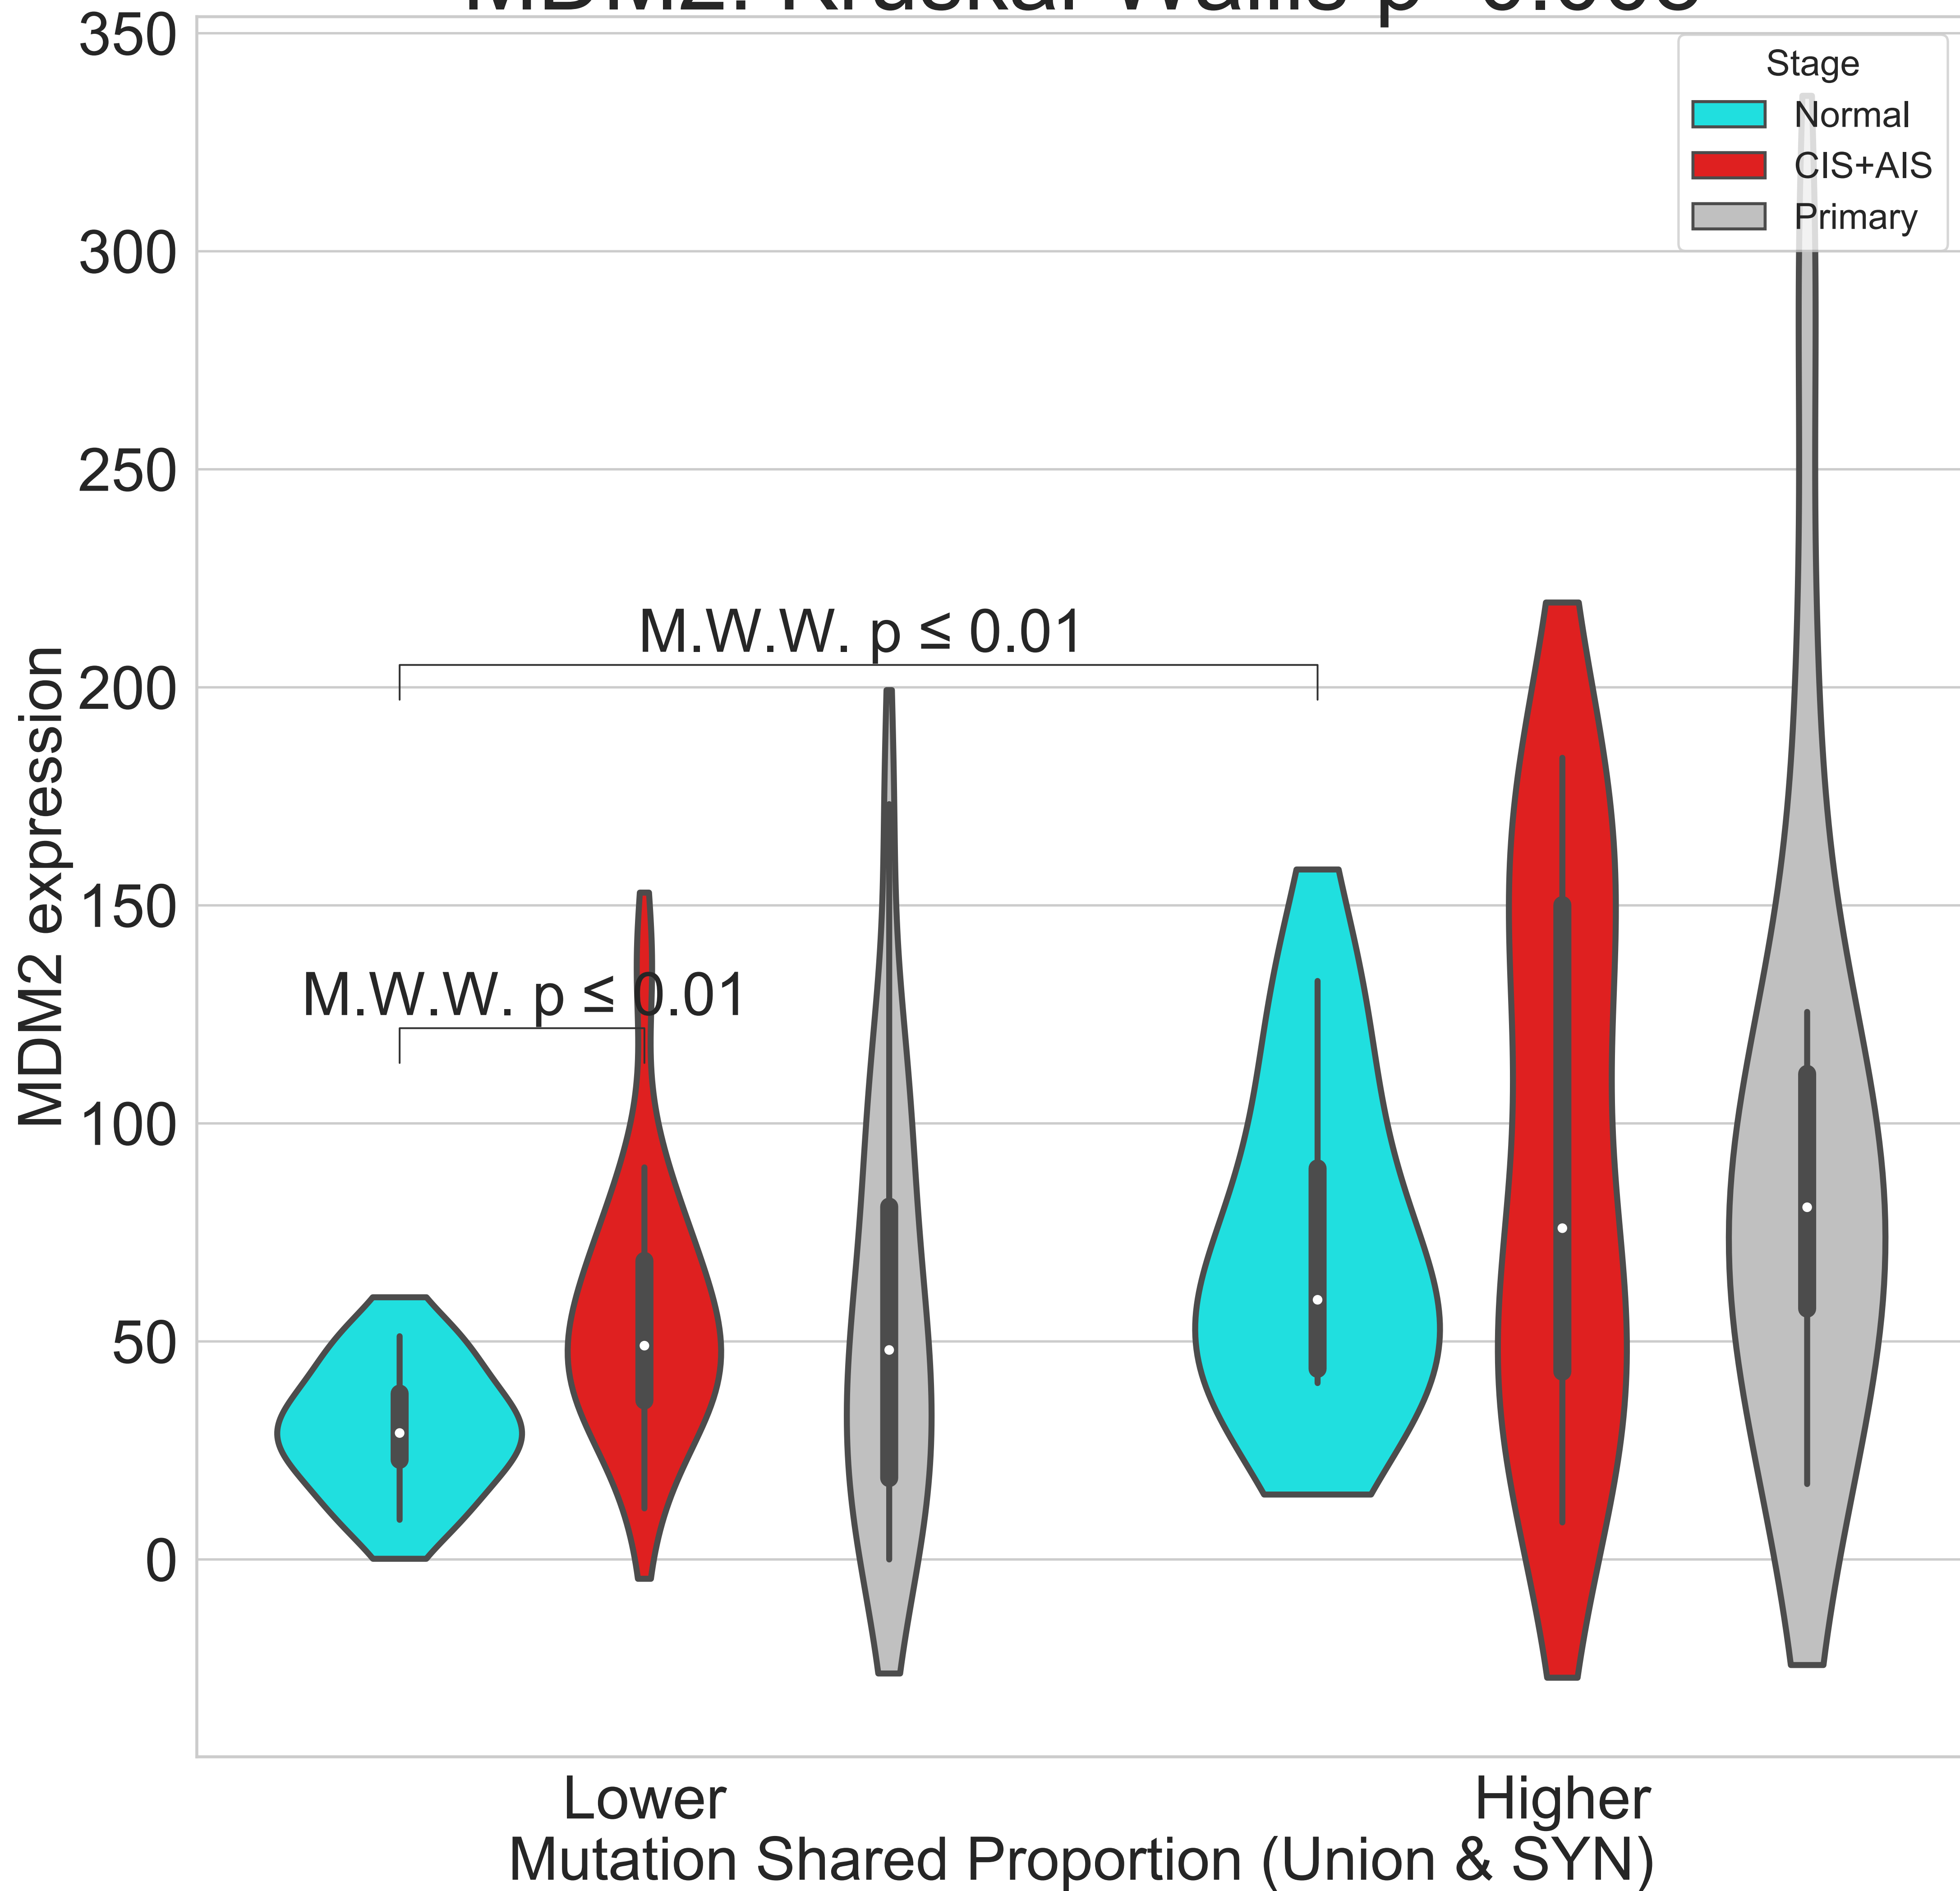 350
300
250
200
150
100
50
0
MDM2 expression
Stage
Normal
CIS+AIS
Primary
M.W.W. p ≤ 0.01
M.W.W. p ≤ 0.01
Lower
Higher
Mutation Shared Proportion (Union & SYN)